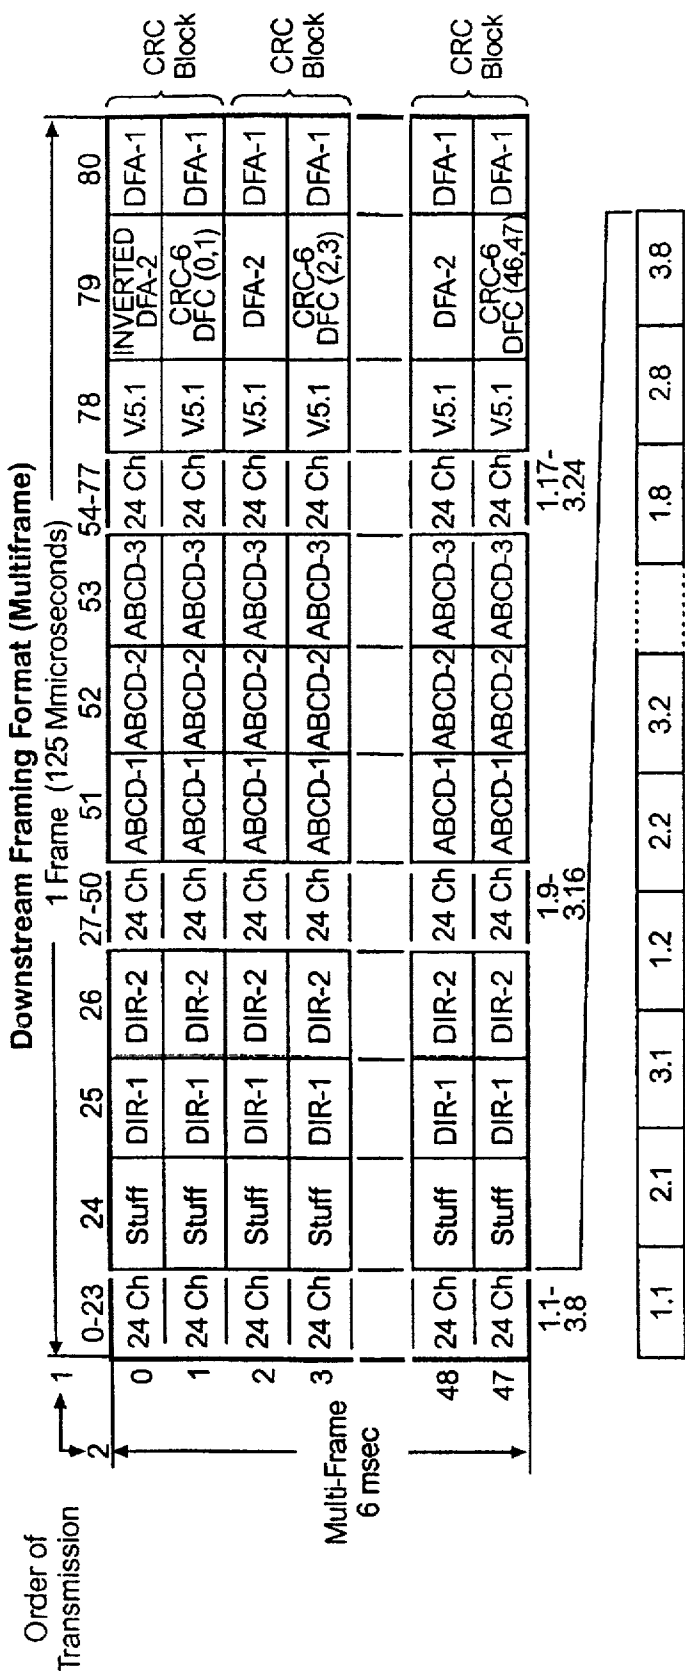 Downstream Framing Format (Multiframe)
1 Frame (125 Mmicroseconds)
Order of
Transmission
1
2
0-23 24 25 26 27-50 51 52 53 54-77 78 79 80
0 24 Ch Stuff DIR-1 DIR-2 24 Ch ABCD-1 ABCD-2 ABCD-3 24 Ch V.5.1 INVERTED DFA-2 DFA-1
1 24 Ch Stuff DIR-1 DIR-2 24 Ch ABCD-1 ABCD-2 ABCD-3 24 Ch V.5.1 CRC-6 DFC (0,1) DFA-1
CRC
Block
2 24 Ch Stuff DIR-1 DIR-2 24 Ch ABCD-1 ABCD-2 ABCD-3 24 Ch V.5.1 DFA-2 DFA-1
3 24 Ch Stuff DIR-1 DIR-2 24 Ch ABCD-1 ABCD-2 ABCD-3 24 Ch V.5.1 CRC-6 DFC (2,3) DFA-1
CRC
Block
Multi-Frame
6 msec
48 24 Ch Stuff DIR-1 DIR-2 24 Ch ABCD-1 ABCD-2 ABCD-3 24 Ch V.5.1 DFA-2 DFA-1
47 24 Ch Stuff DIR-1 DIR-2 24 Ch ABCD-1 ABCD-2 ABCD-3 24 Ch V.5.1 CRC-6 DFC (46,47) DFA-1
CRC
Block
1.1-
3.8
1.9-
3.16
1.17-
3.24
1.1 2.1 3.1 1.2 2.2 3.2 ........ 1.8 2.8 3.8